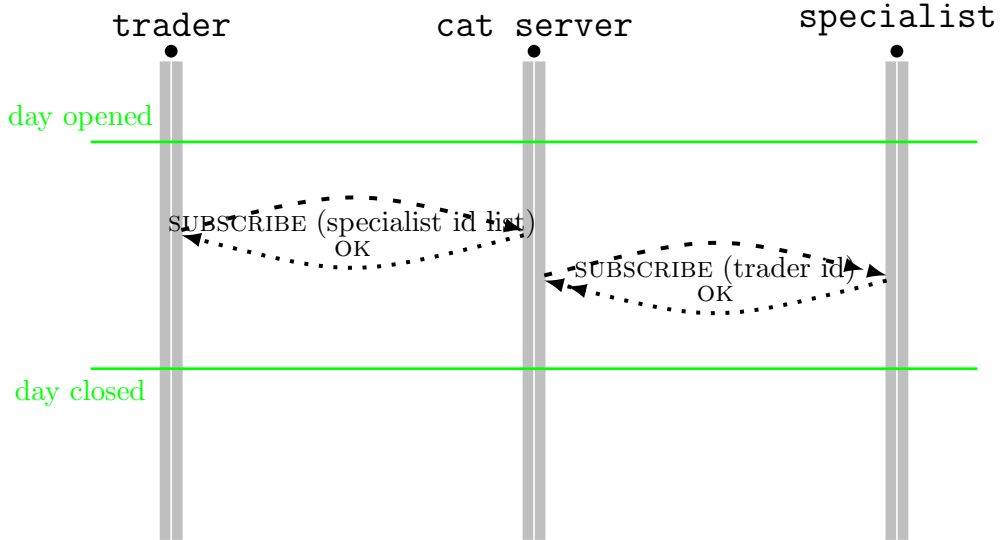 trader
cat server
specialist
day opened
SUBSCRIBE (specialist id list)
OK
SUBSCRIBE (trader id)
OK
day closed